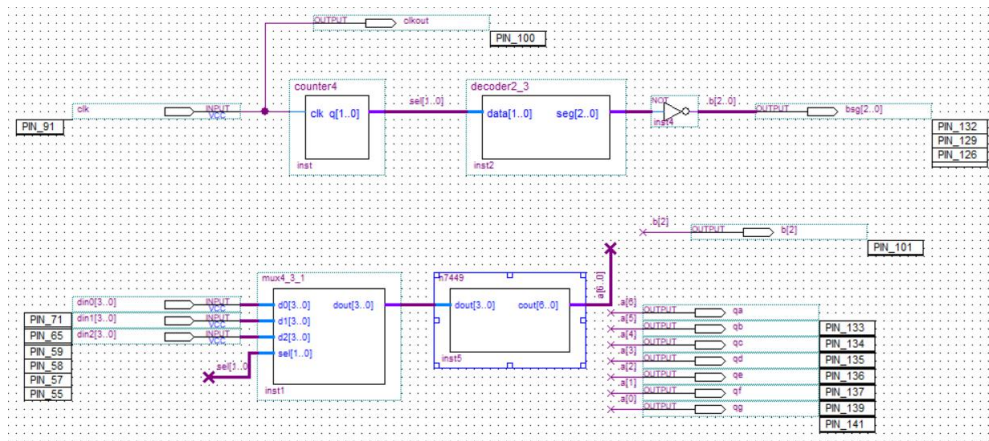 OUTPUT clkout
PIN_100
counter4 decoder2_3
clk INPUT VCC clk q[1..0] sel[1..0] data[1..0] seg[2..0] NOT .b[2..0] OUTPUT bsg[2..0]
PIN_91
inst inst2 inst4
PIN_132
PIN_129
PIN_126
.b[2] OUTPUT b[2]
PIN_101
mux4_3_1 n7449
din0[3..0] INPUT VCC d0[3..0] dout[3..0] dout[3..0] cout[6..0] a[6..0]
din1[3..0] INPUT VCC d1[3..0]
din2[3..0] INPUT VCC d2[3..0]
sel[1..0] sel[1..0]
inst1 inst5
PIN_71
PIN_65
PIN_59
PIN_58
PIN_57
PIN_55
.a[6] OUTPUT qa
.a[5] OUTPUT qb
.a[4] OUTPUT qc
.a[3] OUTPUT qd
.a[2] OUTPUT qe
.a[1] OUTPUT qf
.a[0] OUTPUT qg
PIN_133
PIN_134
PIN_135
PIN_136
PIN_137
PIN_139
PIN_141